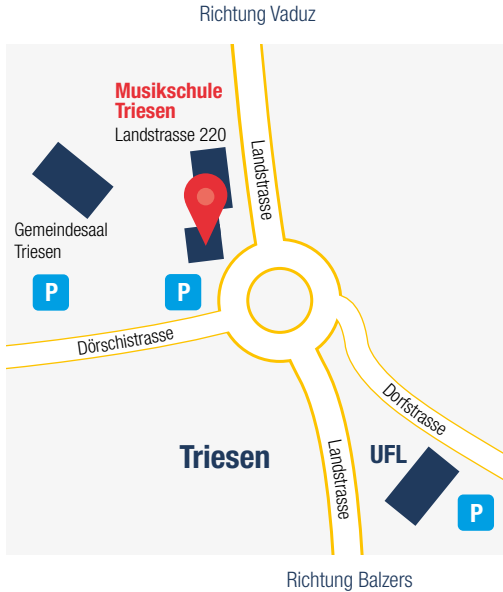 Richtung Vaduz
Musikschule
Triesen
Landstrasse 220
Landstrasse
Gemeindesaal
Triesen
P
P
Dörschistrasse
Dorfstrasse
Triesen
Landstrasse
UFL
P
Richtung Balzers